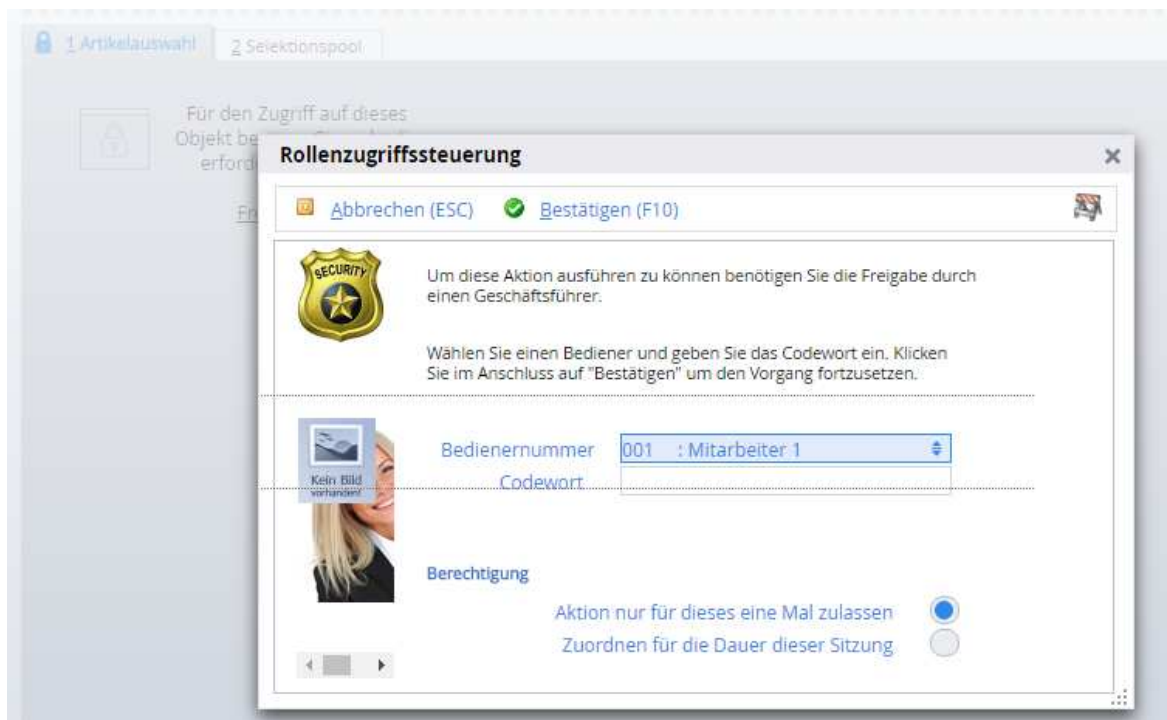 1 Artikelauswahl
2 Selektionspool
Für den Zugriff auf dieses
Objekt be
erford
Rollenzugriffssteuerung
Abbrechen (ESC)
Bestätigen (F10)
SECURITY
Um diese Aktion ausführen zu können benötigen Sie die Freigabe durch
einen Geschäftsführer.
Wählen Sie einen Bediener und geben Sie das Codewort ein. Klicken
Sie im Anschluss auf "Bestätigen" um den Vorgang fortzusetzen.
Kein Bild
vorhanden!
Bedienernummer 001 : Mitarbeiter 1
Codewort
Berechtigung
Aktion nur für dieses eine Mal zulassen
Zuordnen für die Dauer dieser Sitzung